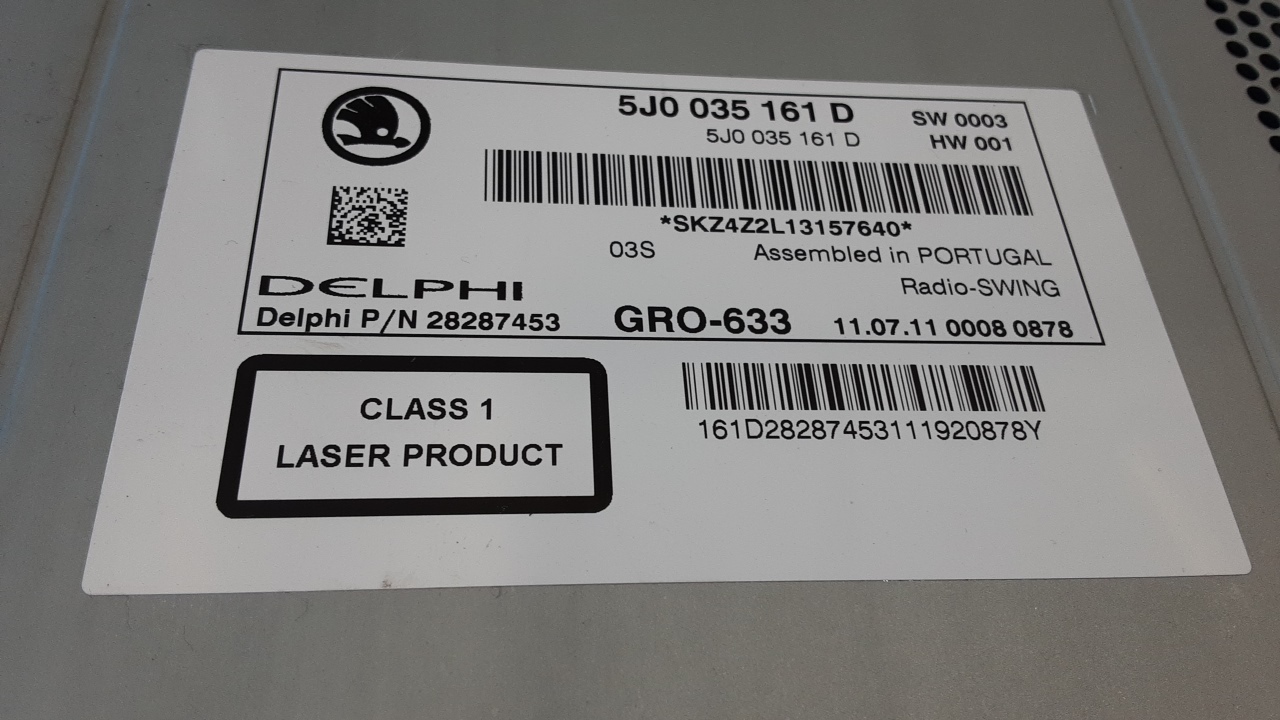 5J0 035 161 D
SW 0003
5J0 035 161 D
HW 001
*SKZ4Z2L13157640*
03S
Assembled in PORTUGAL
DELPHI
Radio-SWING
Delphi P/N 28287453
GRO-633
11.07.11 0008 0878
CLASS 1
LASER PRODUCT
161D28287453111920878Y